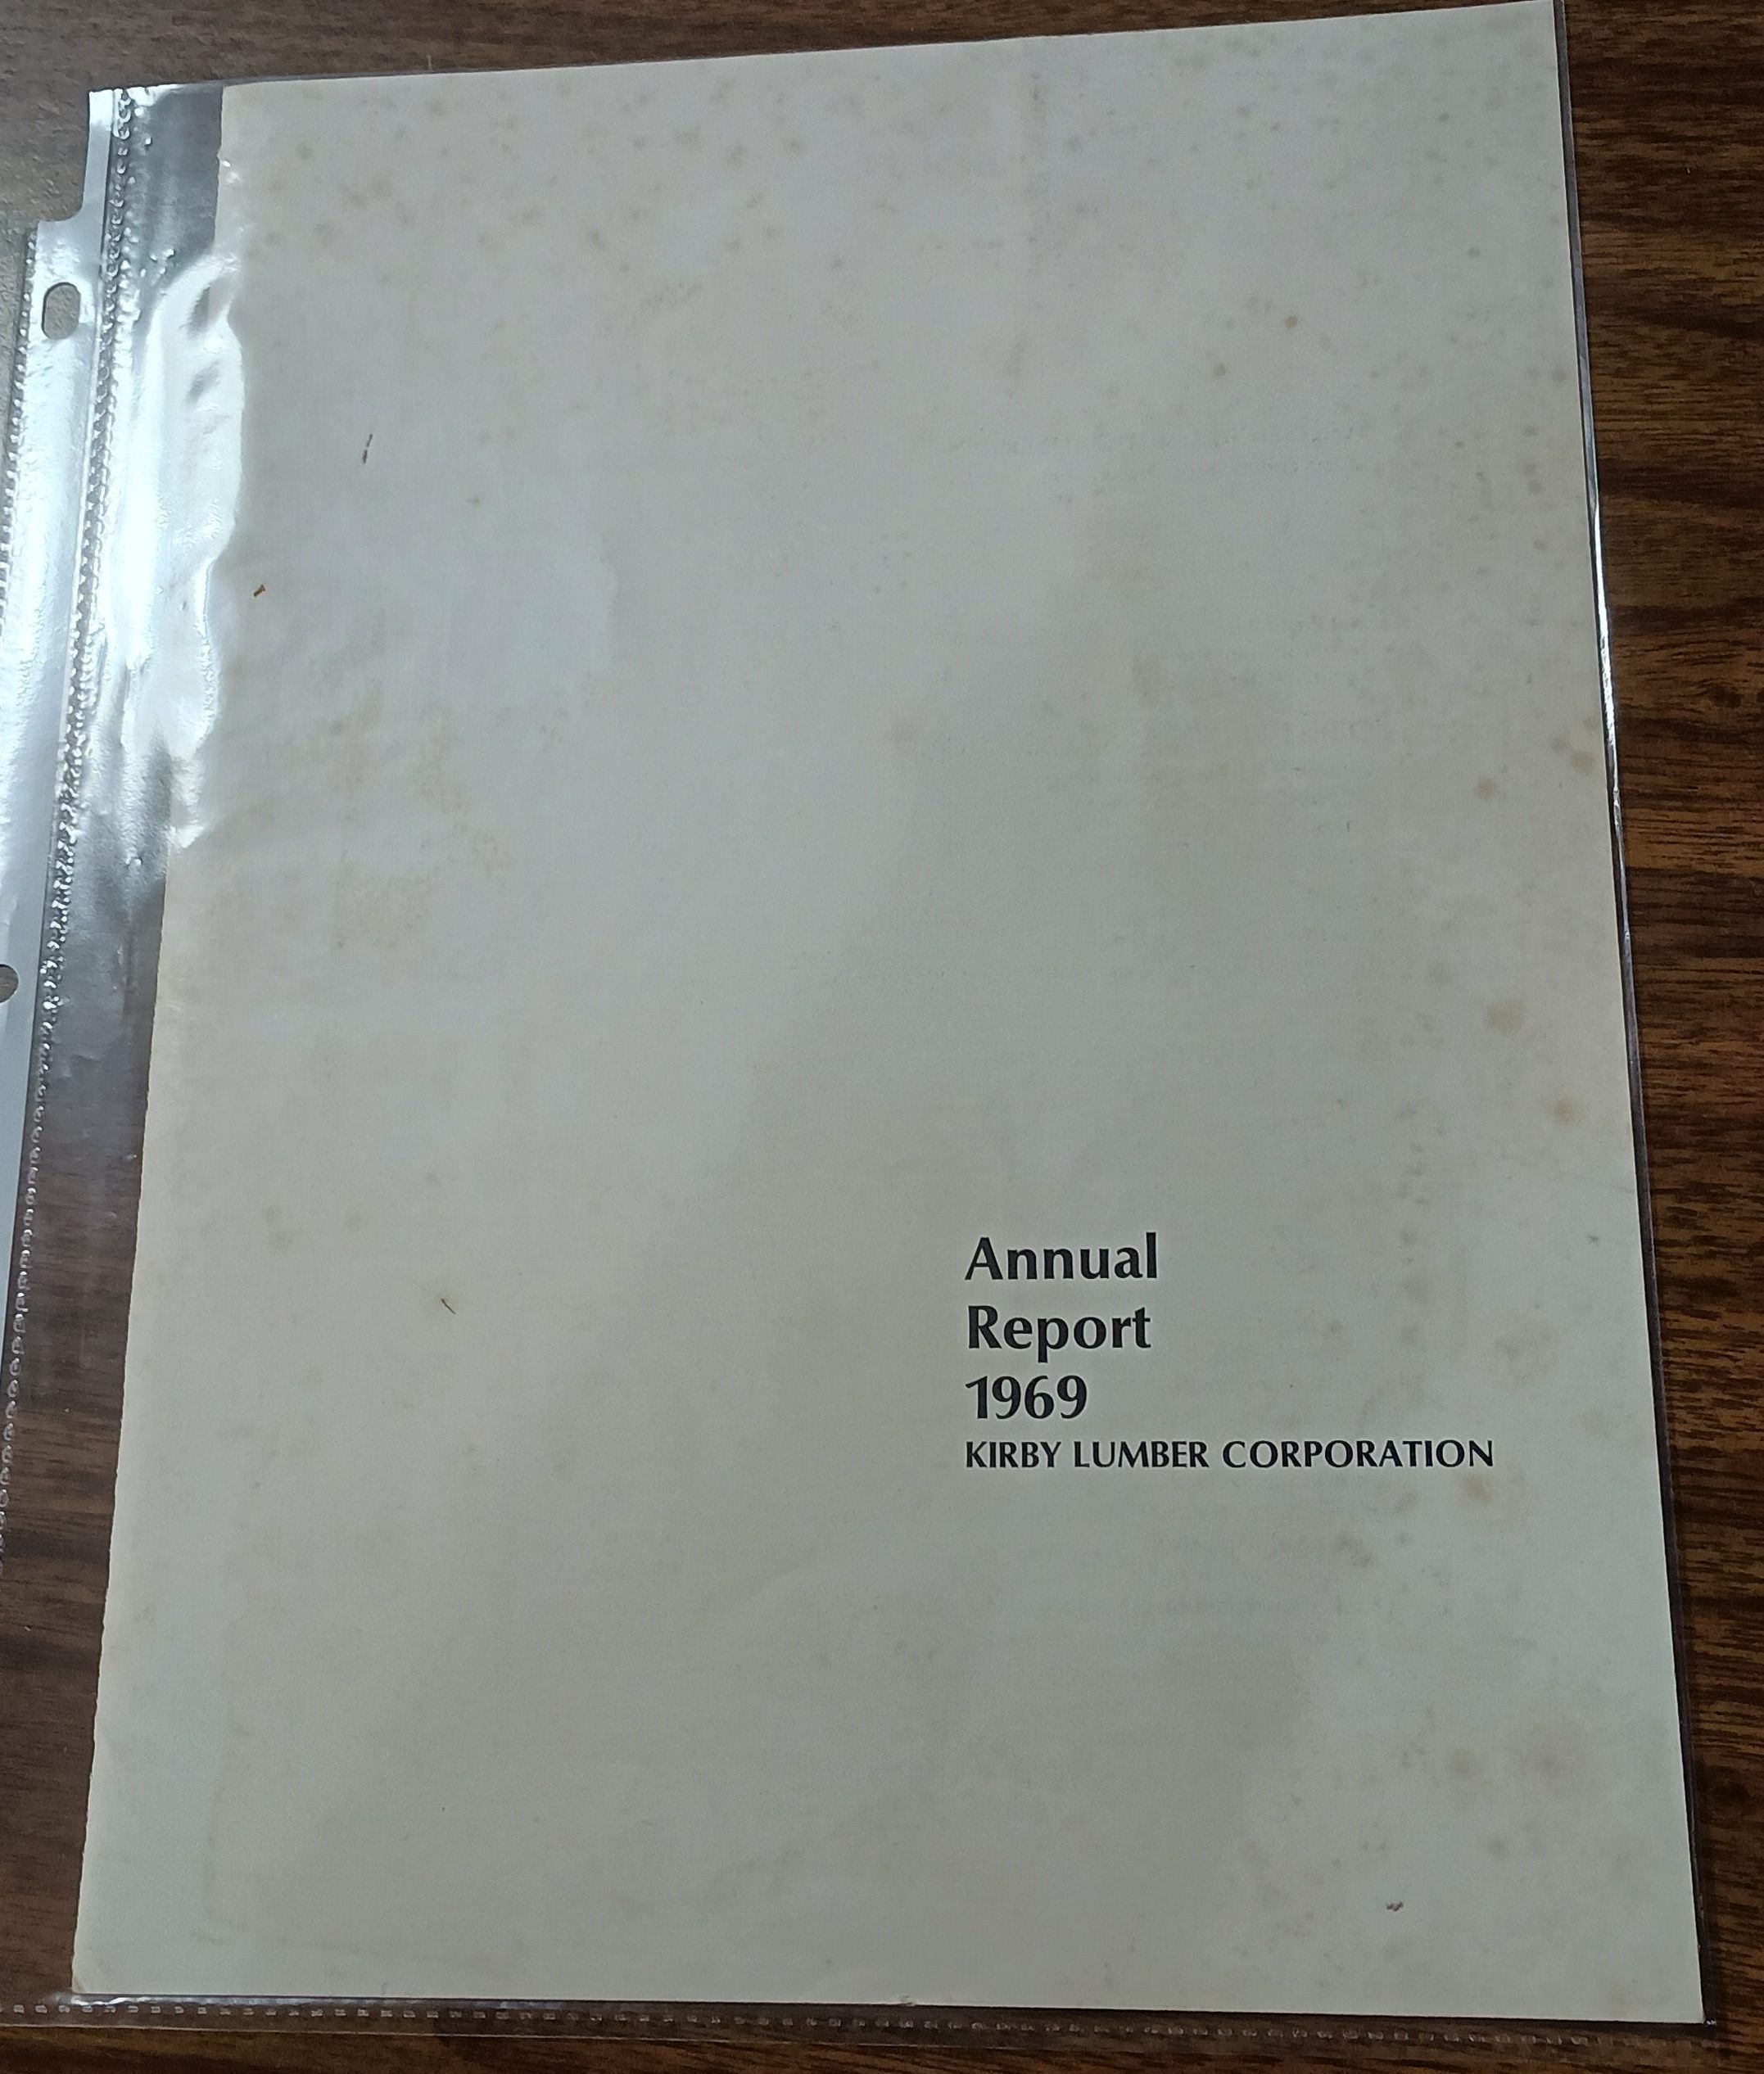 Annual
Report
1969
KIRBY LUMBER CORPORATION